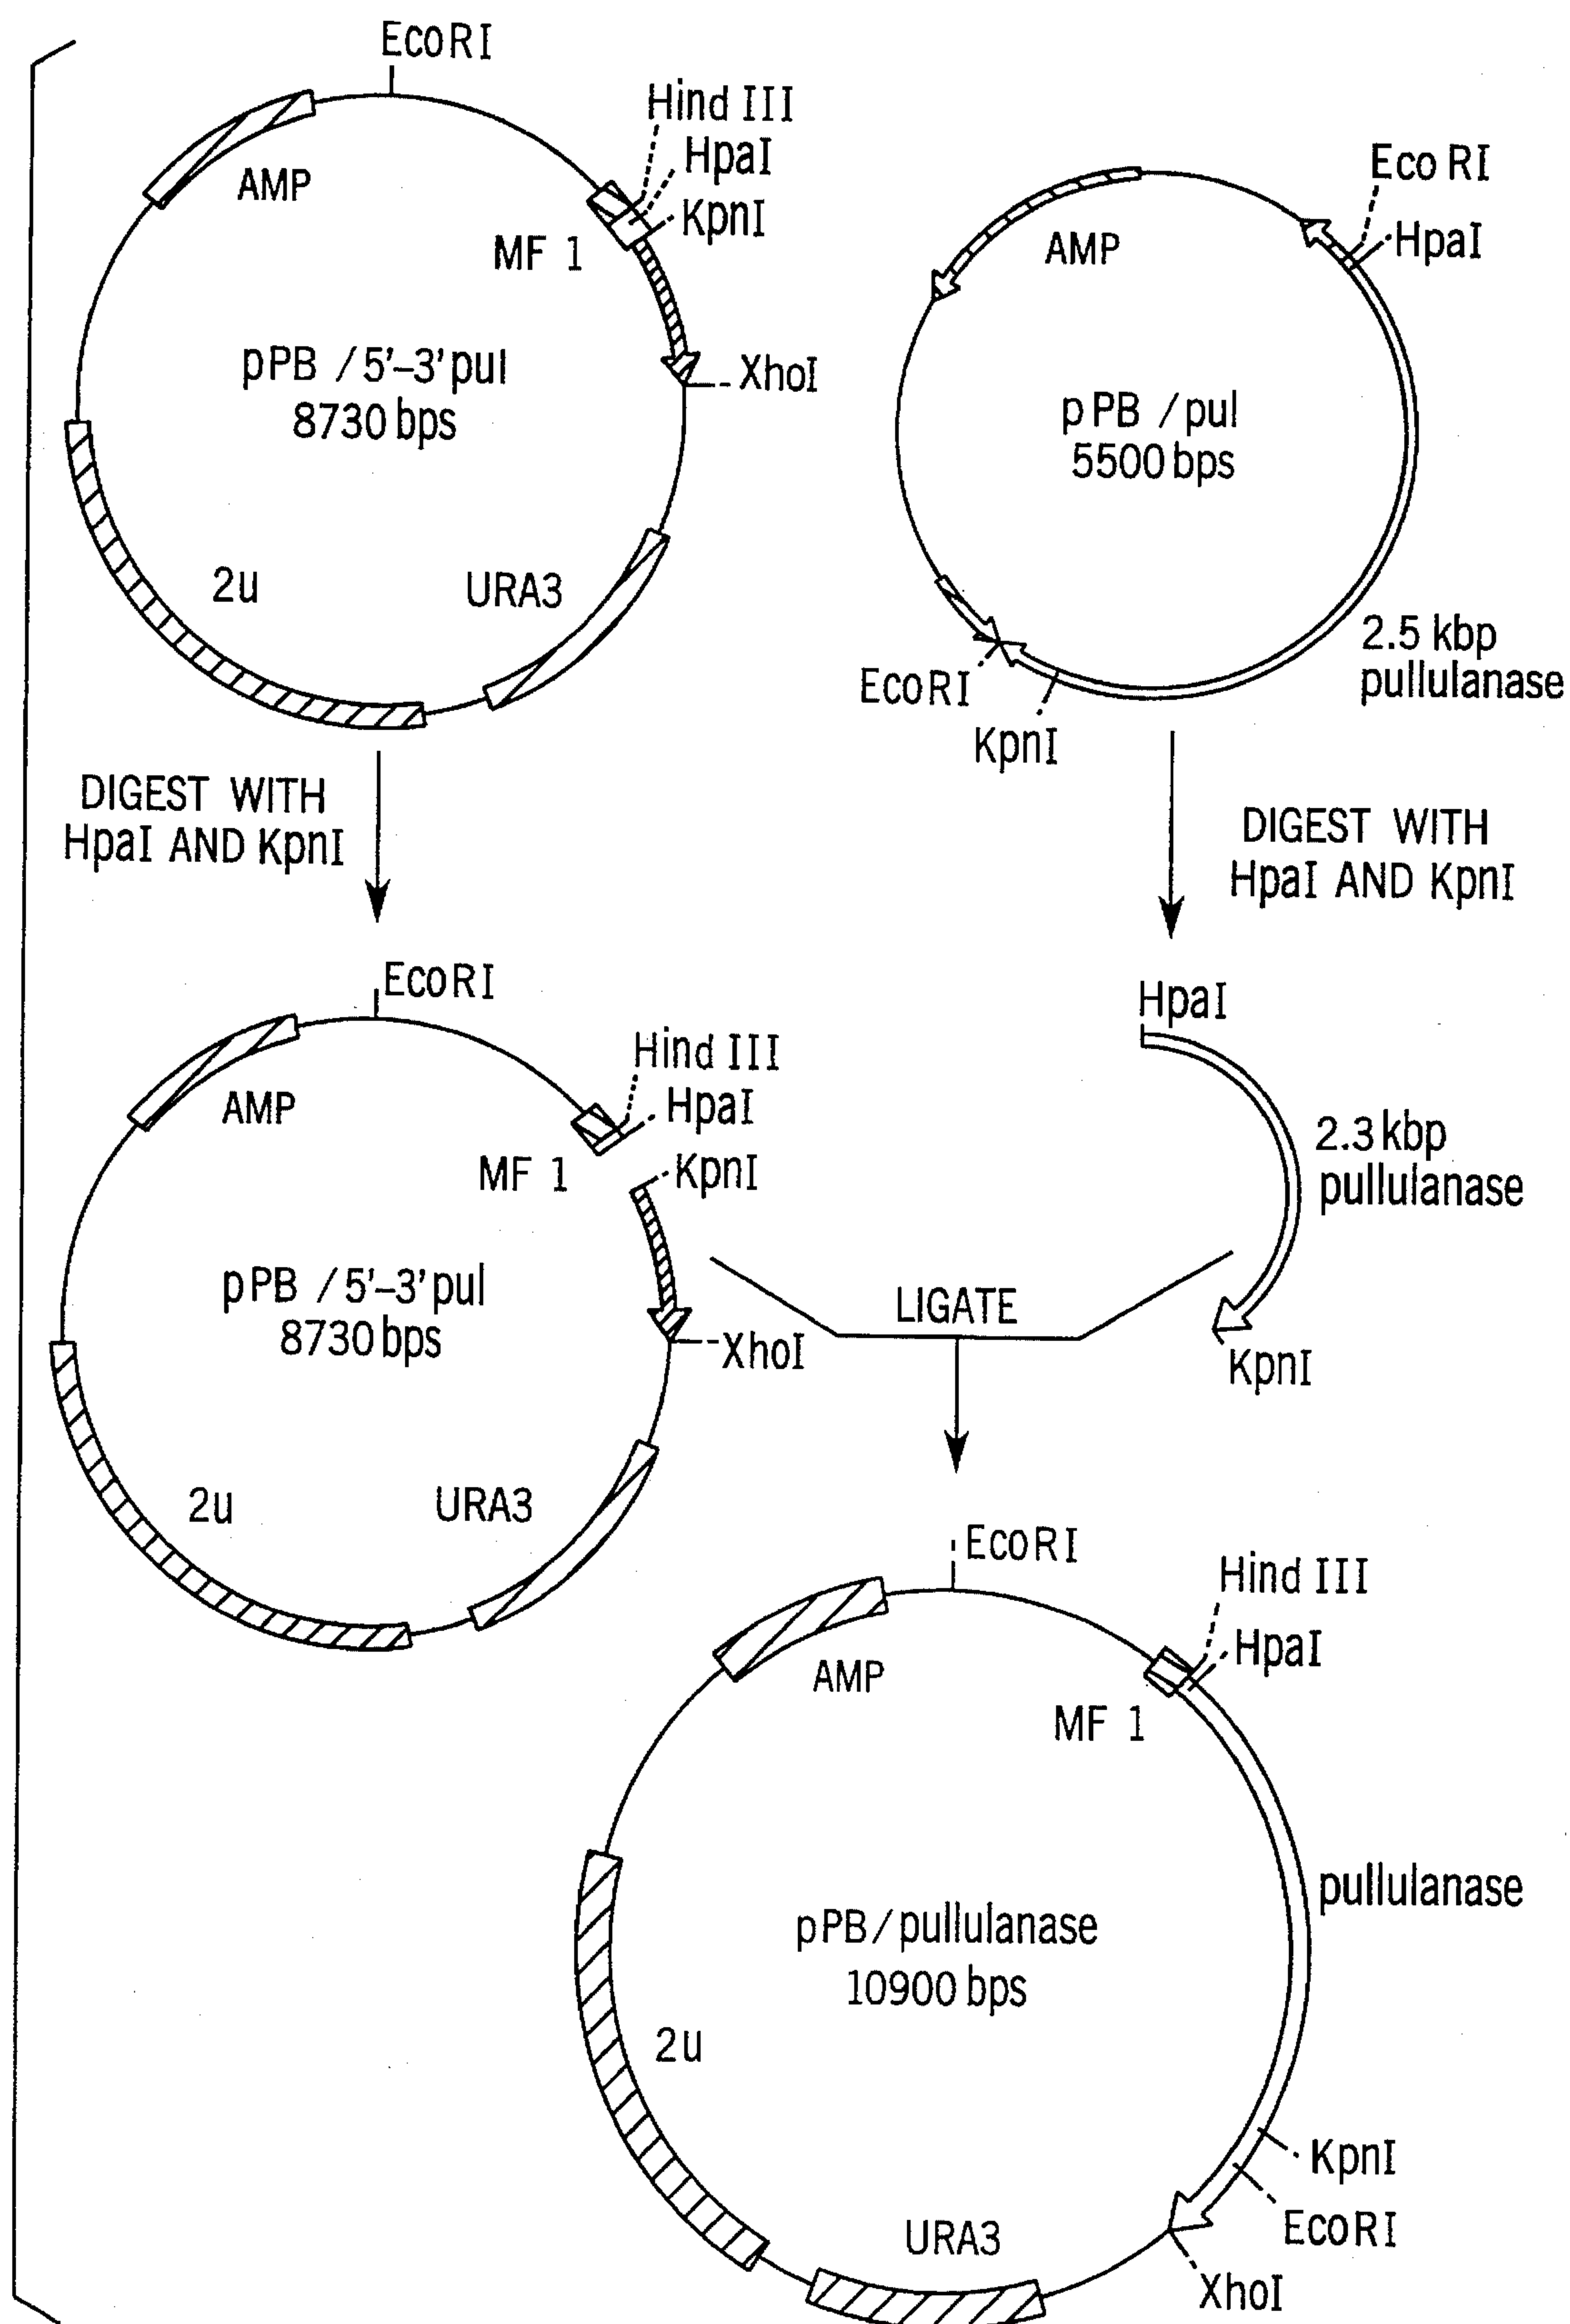 EcoRI
Hind III
HpaI
KpnI
AMP
MF 1
pPB /5'–3'pul
8730 bps
XhoI
2u
URA3
Eco RI
HpaI
AMP
pPB /pul
5500 bps
2.5 kbp
pullulanase
EcoRI
KpnI
DIGEST WITH
HpaI AND KpnI
DIGEST WITH
HpaI AND KpnI
EcoRI
Hind III
HpaI
KpnI
AMP
MF 1
pPB /5'–3'pul
8730 bps
XhoI
2u
URA3
HpaI
2.3 kbp
pullulanase
KpnI
LIGATE
EcoRI
Hind III
HpaI
AMP
MF 1
pullulanase
pPB/pullulanase
10900 bps
2u
KpnI
EcoRI
URA3
XhoI